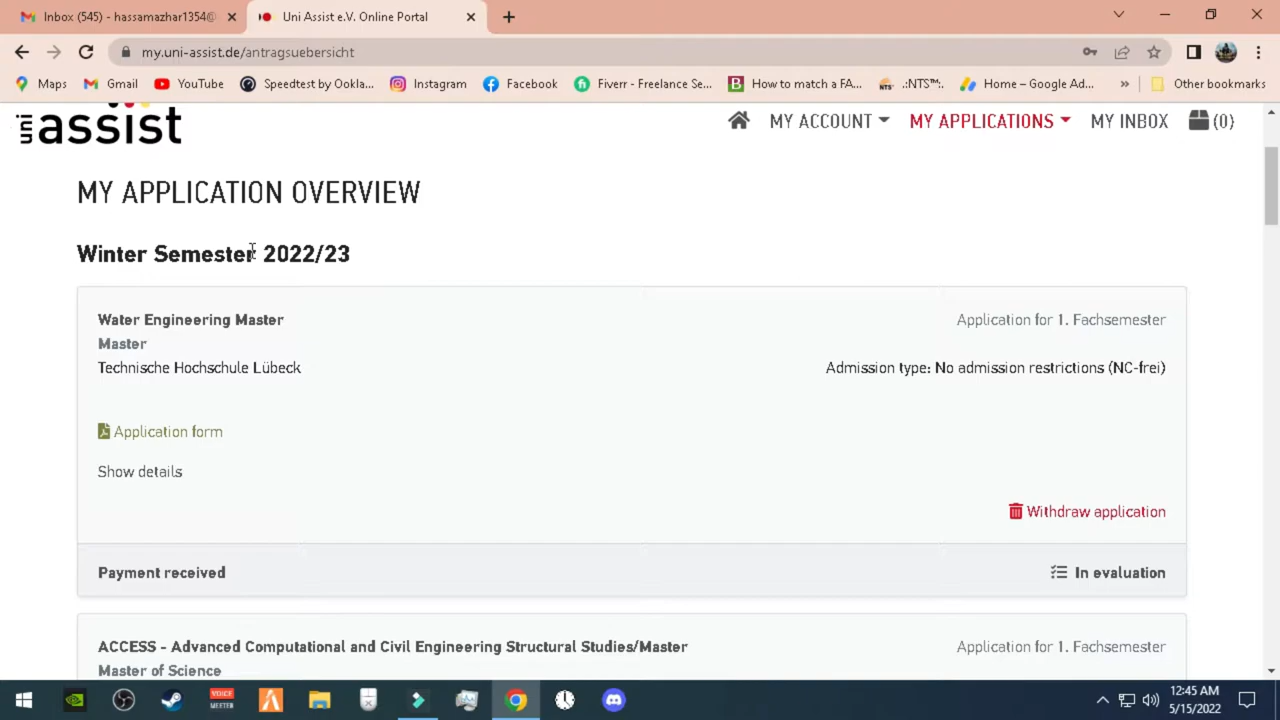 Inbox (545) - hassamazhar1354@
Uni Assist e.V. Online Portal
my.uni-assist.de/antragsuebersicht
Maps
Gmail
YouTube
Speedtest by Ookla...
Instagram
Facebook
Fiverr - Freelance Se...
How to match a FA...
.:NTS™:.
Home – Google Ad...
»
Other bookmarks
uni assist
MY ACCOUNT
MY APPLICATIONS
MY INBOX
(0)
MY APPLICATION OVERVIEW
Winter Semester 2022/23
Water Engineering Master
Application for 1. Fachsemester
Master
Technische Hochschule Lübeck
Admission type: No admission restrictions (NC-frei)
Application form
Show details
Withdraw application
Payment received
In evaluation
ACCESS - Advanced Computational and Civil Engineering Structural Studies/Master
Application for 1. Fachsemester
Master of Science
VOICE MEETER
12:45 AM
5/15/2022